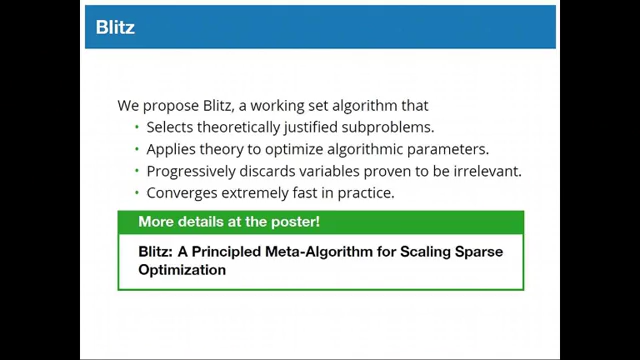 Blitz
We propose Blitz, a working set algorithm that
• Selects theoretically justified subproblems.
• Applies theory to optimize algorithmic parameters.
• Progressively discards variables proven to be irrelevant.
• Converges extremely fast in practice.
More details at the poster!
Blitz: A Principled Meta-Algorithm for Scaling Sparse
Optimization